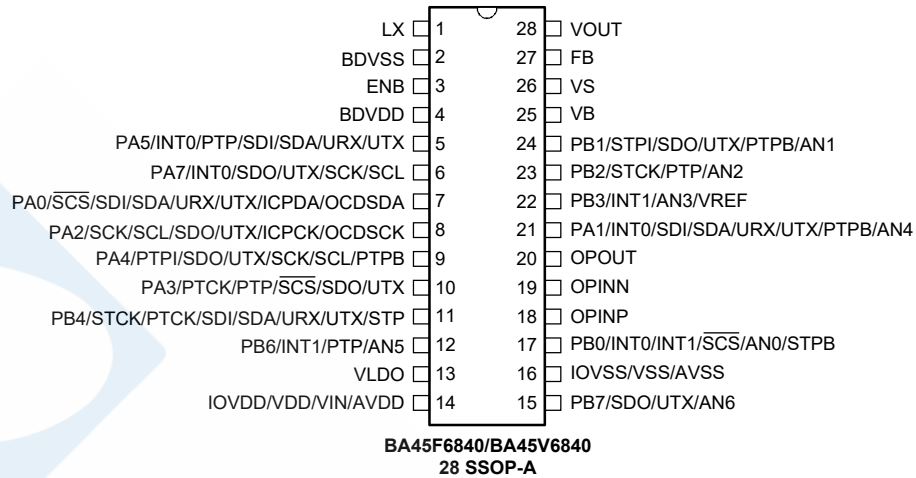 LX 1 28 VOUT
BDVSS 2 27 FB
ENB 3 26 VS
BDVDD 4 25 VB
PA5/INT0/PTP/SDI/SDA/URX/UTX 5 24 PB1/STPI/SDO/UTX/PTPB/AN1
PA7/INT0/SDO/UTX/SCK/SCL 6 23 PB2/STCK/PTP/AN2
PA0/SCS/SDI/SDA/URX/UTX/ICPDA/OCDSDA 7 22 PB3/INT1/AN3/VREF
PA2/SCK/SCL/SDO/UTX/ICPCK/OCDSCK 8 21 PA1/INT0/SDI/SDA/URX/UTX/PTPB/AN4
PA4/PTPI/SDO/UTX/SCK/SCL/PTPB 9 20 OPOUT
PA3/PTCK/PTP/SCS/SDO/UTX 10 19 OPINN
PB4/STCK/PTCK/SDI/SDA/URX/UTX/STP 11 18 OPINP
PB6/INT1/PTP/AN5 12 17 PB0/INT0/INT1/SCS/AN0/STPB
VLDO 13 16 IOVSS/VSS/AVSS
IOVDD/VDD/VIN/AVDD 14 15 PB7/SDO/UTX/AN6
BA45F6840/BA45V6840
28 SSOP-A